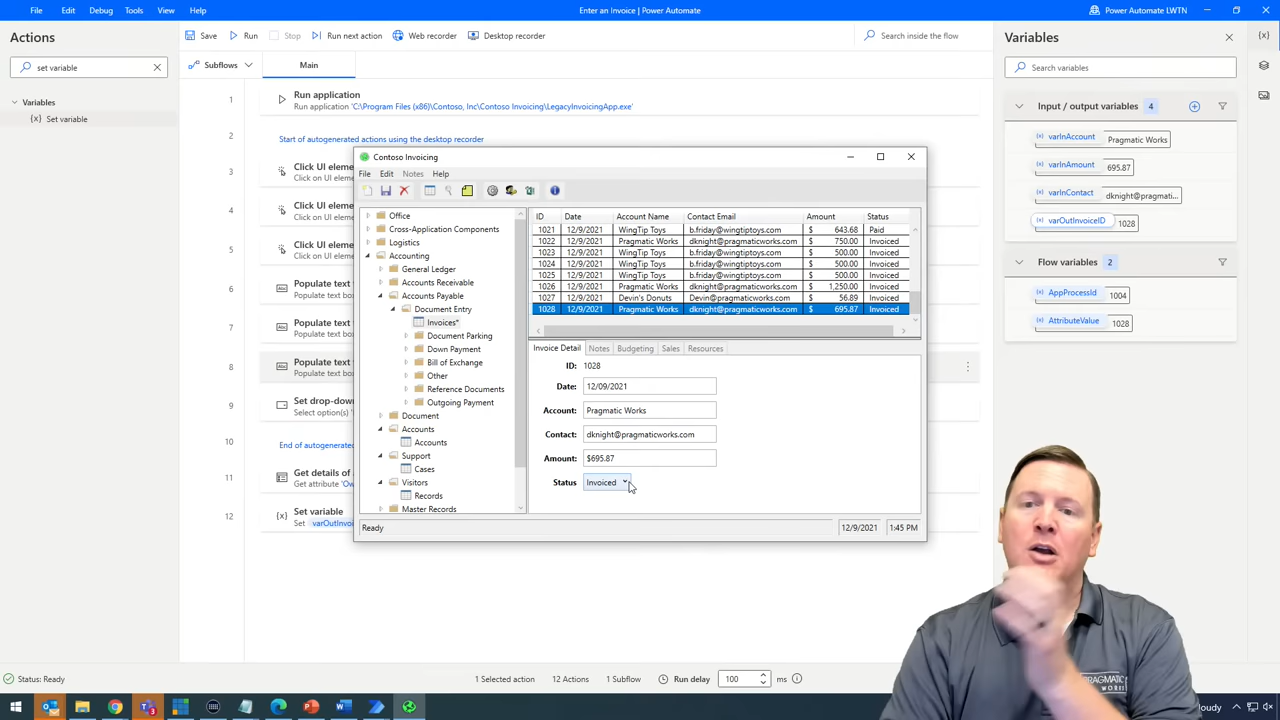 File Edit Debug Tools View Help
Enter an Invoice | Power Automate
Power Automate LWTN
Actions
set variable
Variables
Set variable
Save Run Stop Run next action Web recorder Desktop recorder
Search inside the flow
Subflows Main
1 Run application
Run application 'C:\Program Files (x86)\Contoso, Inc\Contoso Invoicing\LegacyInvoicingApp.exe'
2 Start of autogenerated actions using the desktop recorder
3 Click UI
Click on UI
4 Click UI
Click on UI
5 Click UI
Click on UI
6 Populate text
Populate text
7 Populate text
Populate text
8 Populate text
Populate text
9 Set drop-dow
Select option(s)
10 End of autogenerated
11 Get details of
Get attribute
12 Set variable
Set varOutInvoi
Contoso Invoicing
File Edit Notes Help
Office
Cross-Application Components
Logistics
Accounting
General Ledger
Accounts Receivable
Accounts Payable
Document Entry
Invoices*
Document Parking
Down Payment
Bill of Exchange
Other
Reference Documents
Outgoing Payment
Document
Accounts
Accounts
Support
Cases
Visitors
Records
Master Records
ID Date Account Name Contact Email Amount Status
1021 12/9/2021 WingTip Toys b.friday@wingtiptoys.com $ 643.68 Paid
1022 12/9/2021 Pragmatic Works dknight@pragmaticworks.com $ 750.00 Invoiced
1023 12/9/2021 WingTip Toys b.friday@wingtiptoys.com $ 500.00 Invoiced
1024 12/9/2021 WingTip Toys b.friday@wingtiptoys.com $ 500.00 Invoiced
1025 12/9/2021 WingTip Toys b.friday@wingtiptoys.com $ 500.00 Invoiced
1026 12/9/2021 Pragmatic Works dknight@pragmaticworks.com $ 1,250.00 Invoiced
1027 12/9/2021 Devin's Donuts Devin@pragmaticworks.com $ 56.89 Invoiced
1028 12/9/2021 Pragmatic Works dknight@pragmaticworks.com $ 695.87 Invoiced
Invoice Detail Notes Budgeting Sales Resources
ID: 1028
Date: 12/09/2021
Account: Pragmatic Works
Contact: dknight@pragmaticworks.com
Amount: $695.87
Status Invoiced
Ready 12/9/2021 1:45 PM
Variables
Search variables
Input / output variables 4
varInAccount Pragmatic Works
varInAmount 695.87
varInContact dknight@pragmati...
varOutInvoiceID 1028
Flow variables 2
AppProcessId 1004
AttributeValue 1028
Status: Ready 1 Selected action 12 Actions 1 Subflow Run delay 100 ms
PRAGMATIC
WORK
loudy